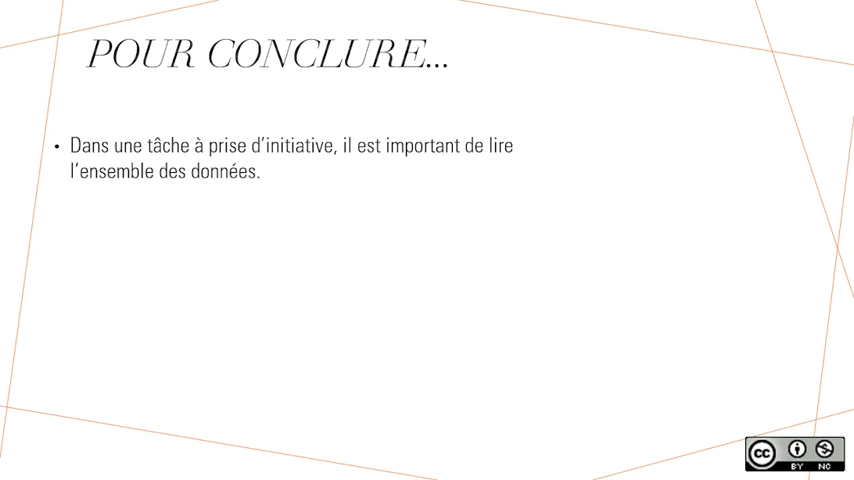 POUR CONCLURE...
• Dans une tâche à prise d'initiative, il est important de lire
l'ensemble des données.
cc
BY NC